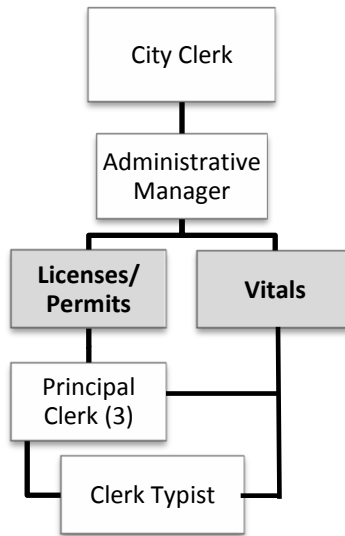 City Clerk
Administrative
Manager
Licenses/
Permits
Vitals
Principal
Clerk (3)
Clerk Typist